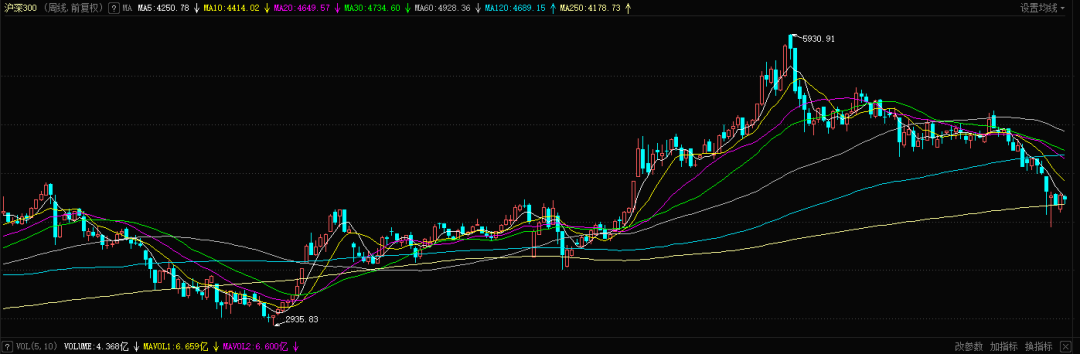 沪深300 (周线.前复权) ? MA MA5:4250.78 ↓ MA10:4414.02 ↓ MA20:4649.57 ↓ MA30:4734.60 ↓ MA60:4928.36 ↓ MA120:4689.15 ↑ MA250:4178.73 ↑ 设置均线
5930.91
2935.83
? VOL(5,10) VOLUME:4.368亿 ↓ MAVOL1:6.659亿 ↓ MAVOL2:6.600亿 ↓ 改参数 加指标 换指标